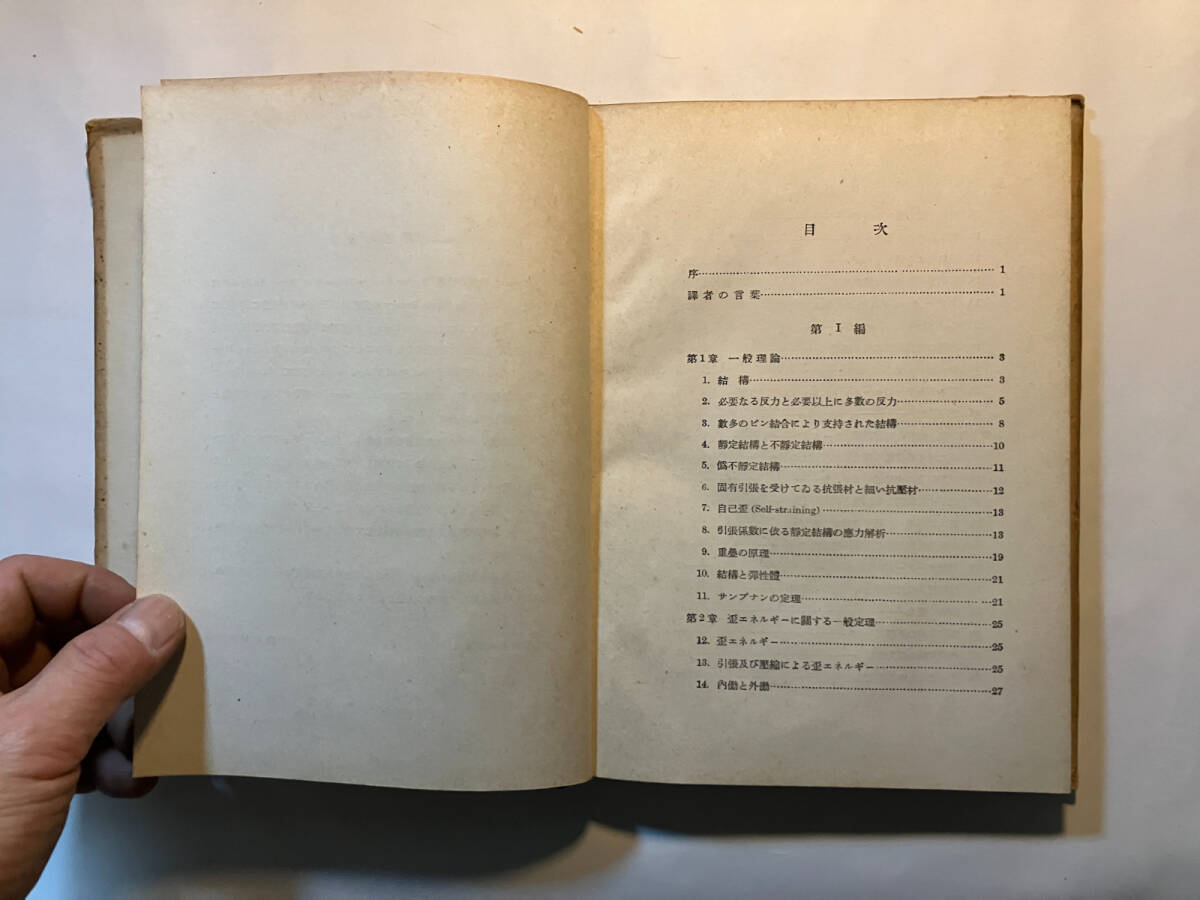 目 次
序 1
譯者の言葉 1
第 I 編
第1章 一般理論 3
1. 結構 3
2. 必要なる反力と必要以上に多數の反力 5
3. 數多のピン結合により支持された結構 8
4. 靜定結構と不靜定結構 10
5. 僞不靜定結構 11
6. 固有引張を受けてゐる抗張材と細い抗壓材 12
7. 自己歪 (Self-straining) 13
8. 引張係數に依る靜定結構の應力解析 13
9. 重疊の原理 19
10. 結構と彈性體 21
11. サンブナンの定理 21
第2章 歪エネルギーに關する一般定理 25
12. 歪エネルギー 25
13. 引張及び壓縮による歪エネルギー 25
14. 內働と外働 27